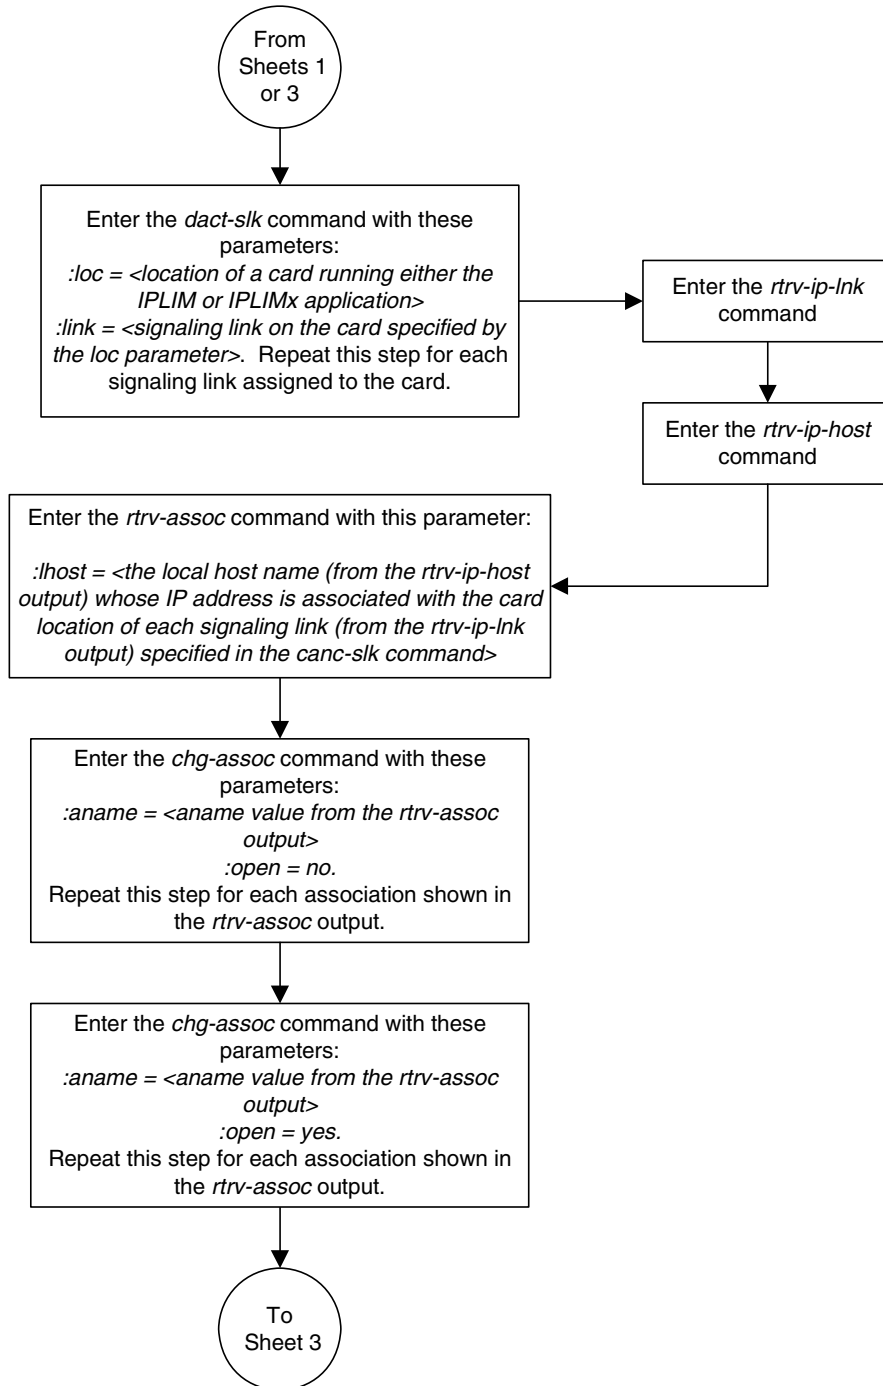 From
Sheets 1
or 3
Enter the dact-slk command with these
parameters:
:loc = <location of a card running either the
IPLIM or IPLIMx application>
:link = <signaling link on the card specified by
the loc parameter>.  Repeat this step for each
signaling link assigned to the card.
Enter the rtrv-ip-lnk
command
Enter the rtrv-ip-host
command
Enter the rtrv-assoc command with this parameter:
:lhost = <the local host name (from the rtrv-ip-host
output) whose IP address is associated with the card
location of each signaling link (from the rtrv-ip-lnk
output) specified in the canc-slk command>
Enter the chg-assoc command with these
parameters:
:aname = <aname value from the rtrv-assoc
output>
:open = no.
Repeat this step for each association shown in
the rtrv-assoc output.
Enter the chg-assoc command with these
parameters:
:aname = <aname value from the rtrv-assoc
output>
:open = yes.
Repeat this step for each association shown in
the rtrv-assoc output.
To
Sheet 3